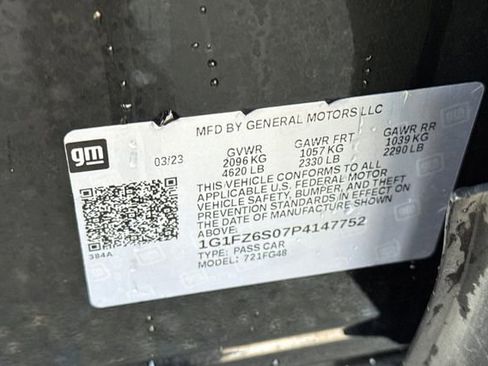 MFD BY GENERAL MOTORS LLC
gm
03/23
GVWR GAWR FRT GAWR RR
2096 KG 1057 KG 1039 KG
4620 LB 2330 LB 2290 LB
THIS VEHICLE CONFORMS TO ALL
APPLICABLE U.S. FEDERAL MOTOR
VEHICLE SAFETY, BUMPER, AND THEFT
PREVENTION STANDARDS IN EFFECT ON
THE DATE OF MANUFACTURE SHOWN
ABOVE.
1G1FZ6S07P4147752
TYPE: PASS CAR
MODEL: 721FG48
384A